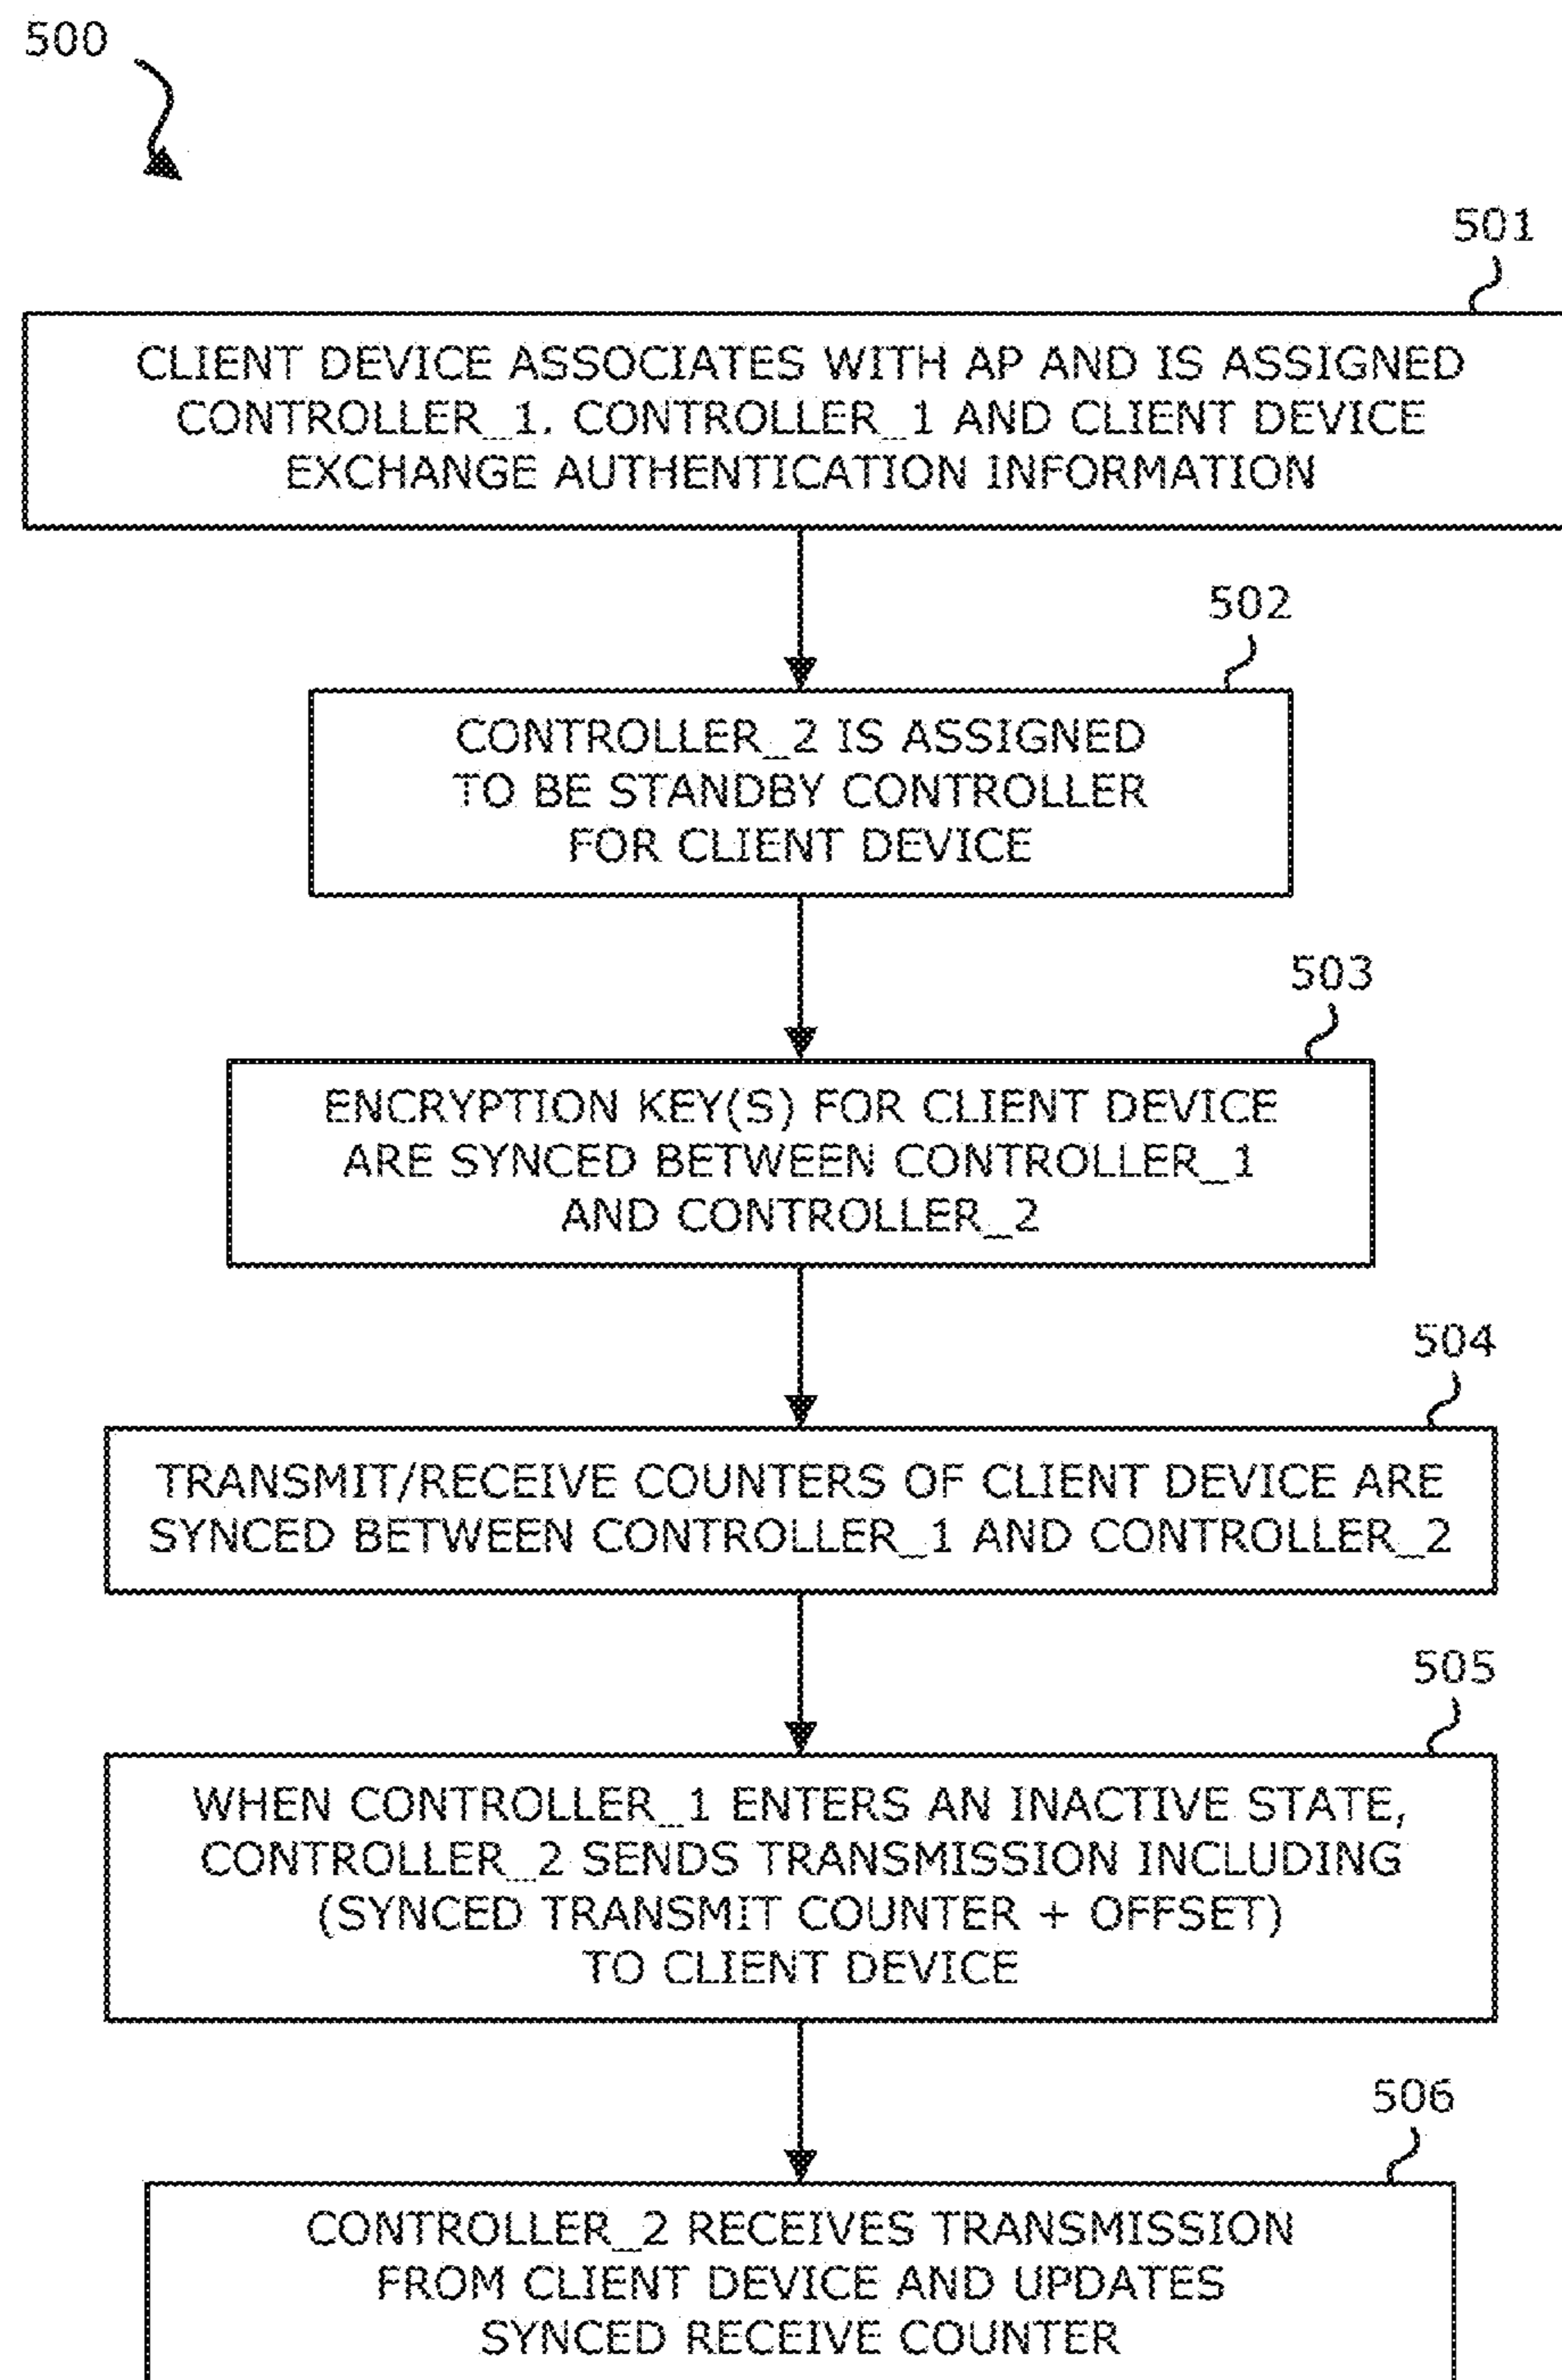 500
501
CLIENT DEVICE ASSOCIATES WITH AP AND IS ASSIGNED
CONTROLLER_1. CONTROLLER_1 AND CLIENT DEVICE
EXCHANGE AUTHENTICATION INFORMATION
502
CONTROLLER_2 IS ASSIGNED
TO BE STANDBY CONTROLLER
FOR CLIENT DEVICE
503
ENCRYPTION KEY(S) FOR CLIENT DEVICE
ARE SYNCED BETWEEN CONTROLLER_1
AND CONTROLLER_2
504
TRANSMIT/RECEIVE COUNTERS OF CLIENT DEVICE ARE
SYNCED BETWEEN CONTROLLER_1 AND CONTROLLER_2
505
WHEN CONTROLLER_1 ENTERS AN INACTIVE STATE,
CONTROLLER_2 SENDS TRANSMISSION INCLUDING
(SYNCED TRANSMIT COUNTER + OFFSET)
TO CLIENT DEVICE
506
CONTROLLER_2 RECEIVES TRANSMISSION
FROM CLIENT DEVICE AND UPDATES
SYNCED RECEIVE COUNTER